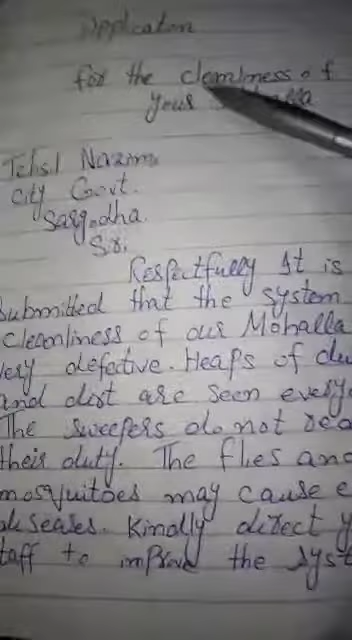 Application
for the cleanliness of
your
Tehsil Nazim
City Govt.
Sargodha.
Sir.
Respectfully It is
submitted that the system
Cleanliness of our Mohalla
very defective. Heaps of
and dirt are seen every
The sweepers do not
their duty. The flies and
mosquitoes may cause
diseases. Kindly direct
staff to improve the syst